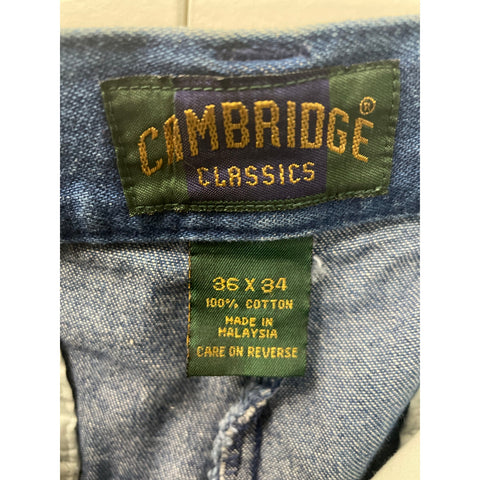 CAMBRIDGE®
CLASSICS
36 X 34
100% COTTON
MADE IN
MALAYSIA
CARE ON REVERSE